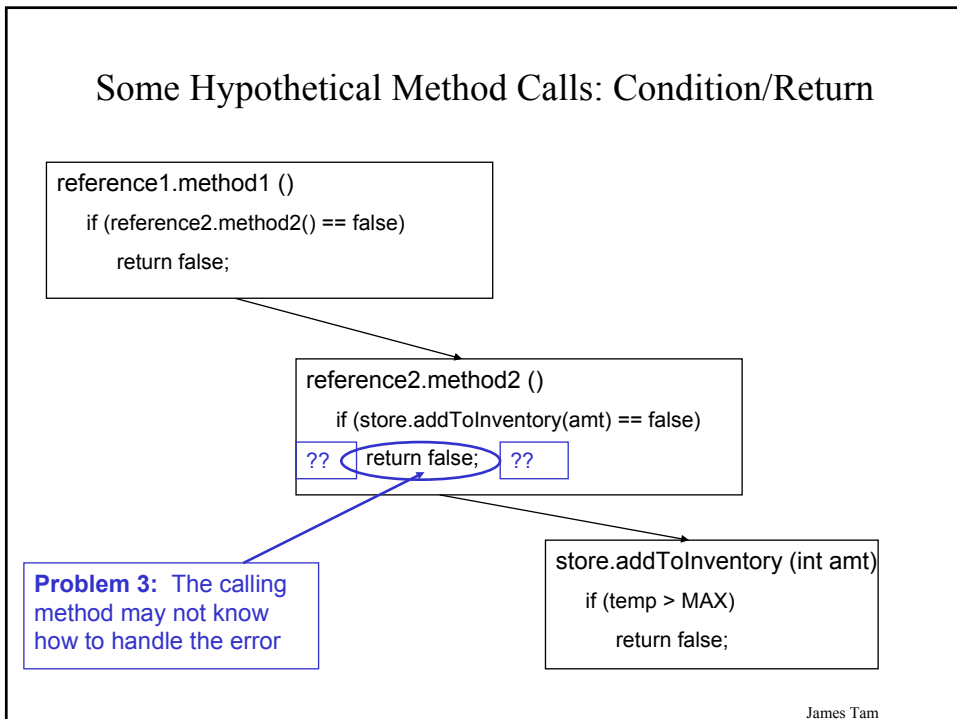 Some Hypothetical Method Calls: Condition/Return
reference1.method1 ()
if (reference2.method2() == false)
return false;
reference2.method2 ()
if (store.addToInventory(amt) == false)
?? return false; ??
Problem 3: The calling
method may not know
how to handle the error
store.addToInventory (int amt)
if (temp > MAX)
return false;
James Tam